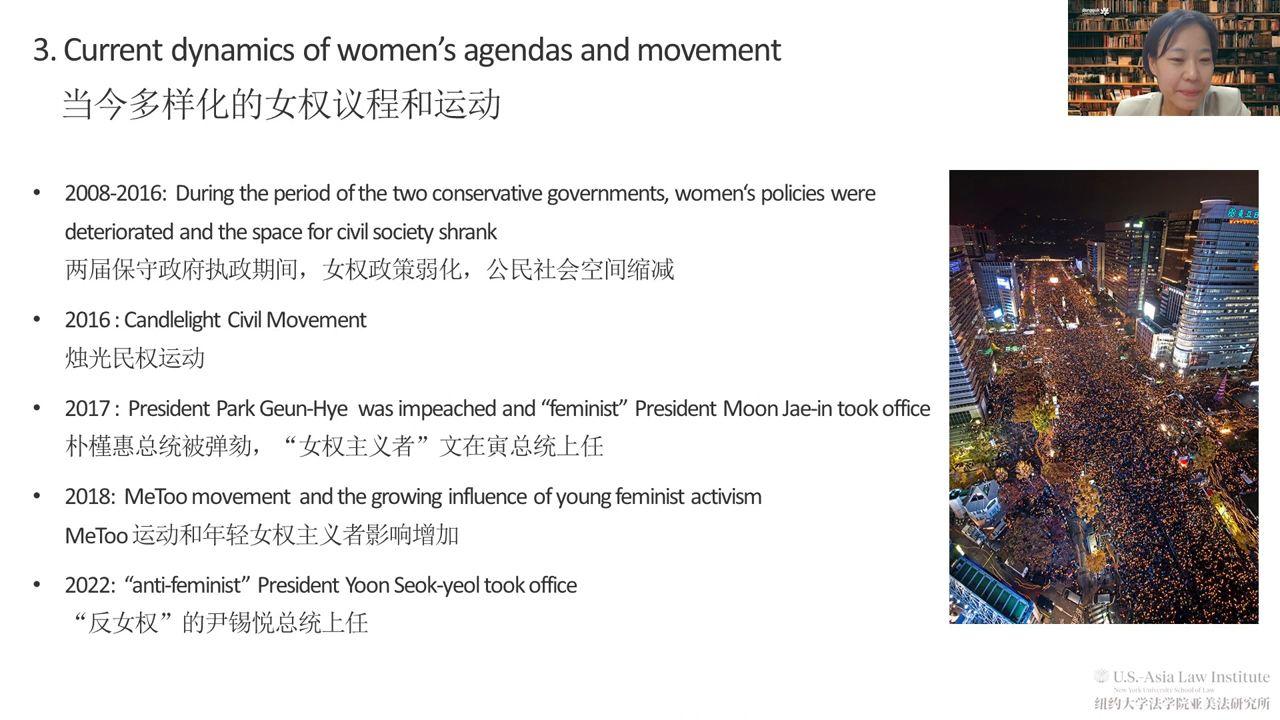 3. Current dynamics of women’s agendas and movement
当今多样化的女权议程和运动
• 2008-2016: During the period of the two conservative governments, women‘s policies were
deteriorated and the space for civil society shrank
两届保守政府执政期间，女权政策弱化，公民社会空间缩减
• 2016 : Candlelight Civil Movement
烛光民权运动
• 2017 : President Park Geun-Hye was impeached and “feminist” President Moon Jae-in took office
朴槿惠总统被弹劾，“女权主义者”文在寅总统上任
• 2018: MeToo movement and the growing influence of young feminist activism
MeToo 运动和年轻女权主义者影响增加
• 2022: “anti-feminist” President Yoon Seok-yeol took office
“反女权”的尹锡悦总统上任
U.S.-Asia Law Institute
New York University School of Law
纽约大学法学院亚美法研究所